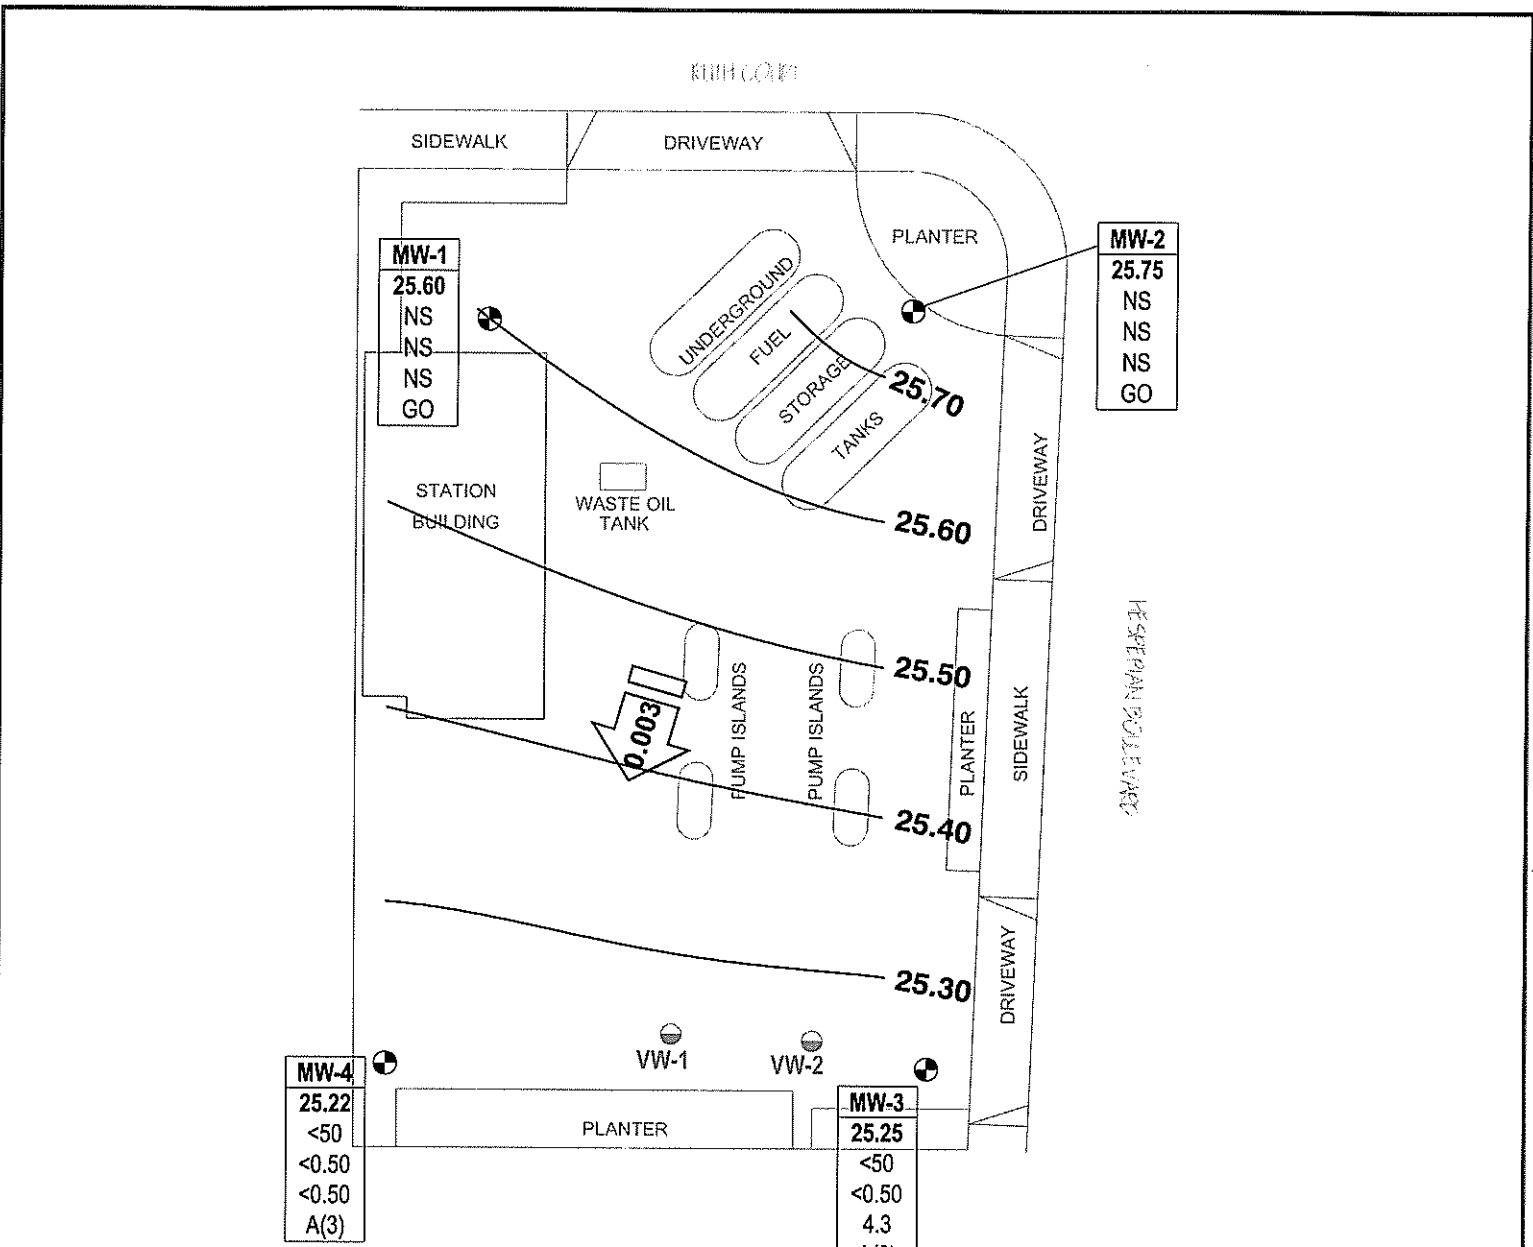 SIDEWALK
DRIVEWAY
PLANTER
MW-1
25.60
NS
NS
NS
GO
MW-2
25.75
NS
NS
NS
GO
UNDERGROUND
FUEL
STORAGE
TANKS
25.70
STATION
BUILDING
WASTE OIL
TANK
25.60
DRIVEWAY
25.50
HESPERIAN BOULEVARD
0.003
PUMP ISLANDS
PUMP ISLANDS
PLANTER
SIDEWALK
25.40
25.30
DRIVEWAY
VW-1
VW-2
MW-4
25.22
<50
<0.50
<0.50
A(3)
PLANTER
MW-3
25.25
<50
<0.50
4.3